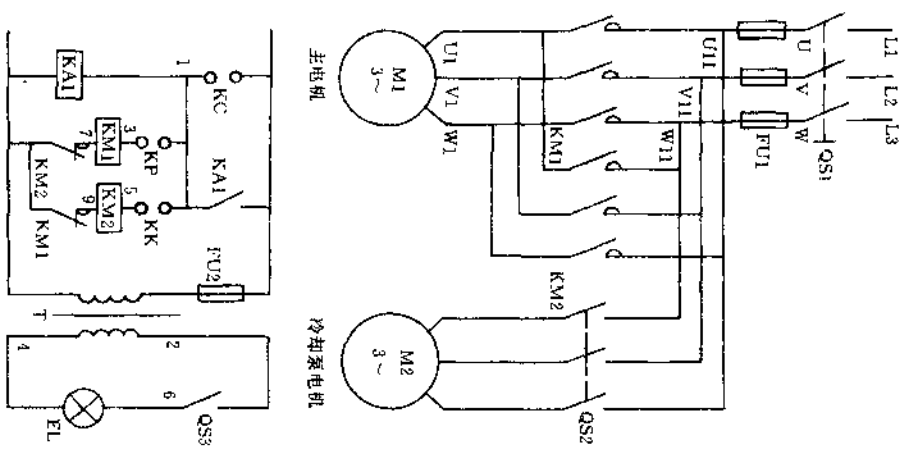 L1 L2 L3
U V W QS1
FU1
U11 V11 W11
KM1 KM2 QS2
U1 V1 W1
M1
3~
M2
3~
主电机
冷却泵电机
KC KA1 FU2
1
KP KK
3 5
KM1 KM2
7 9
KA1
KM2 KM1
T
2 6 QS3
4
EL